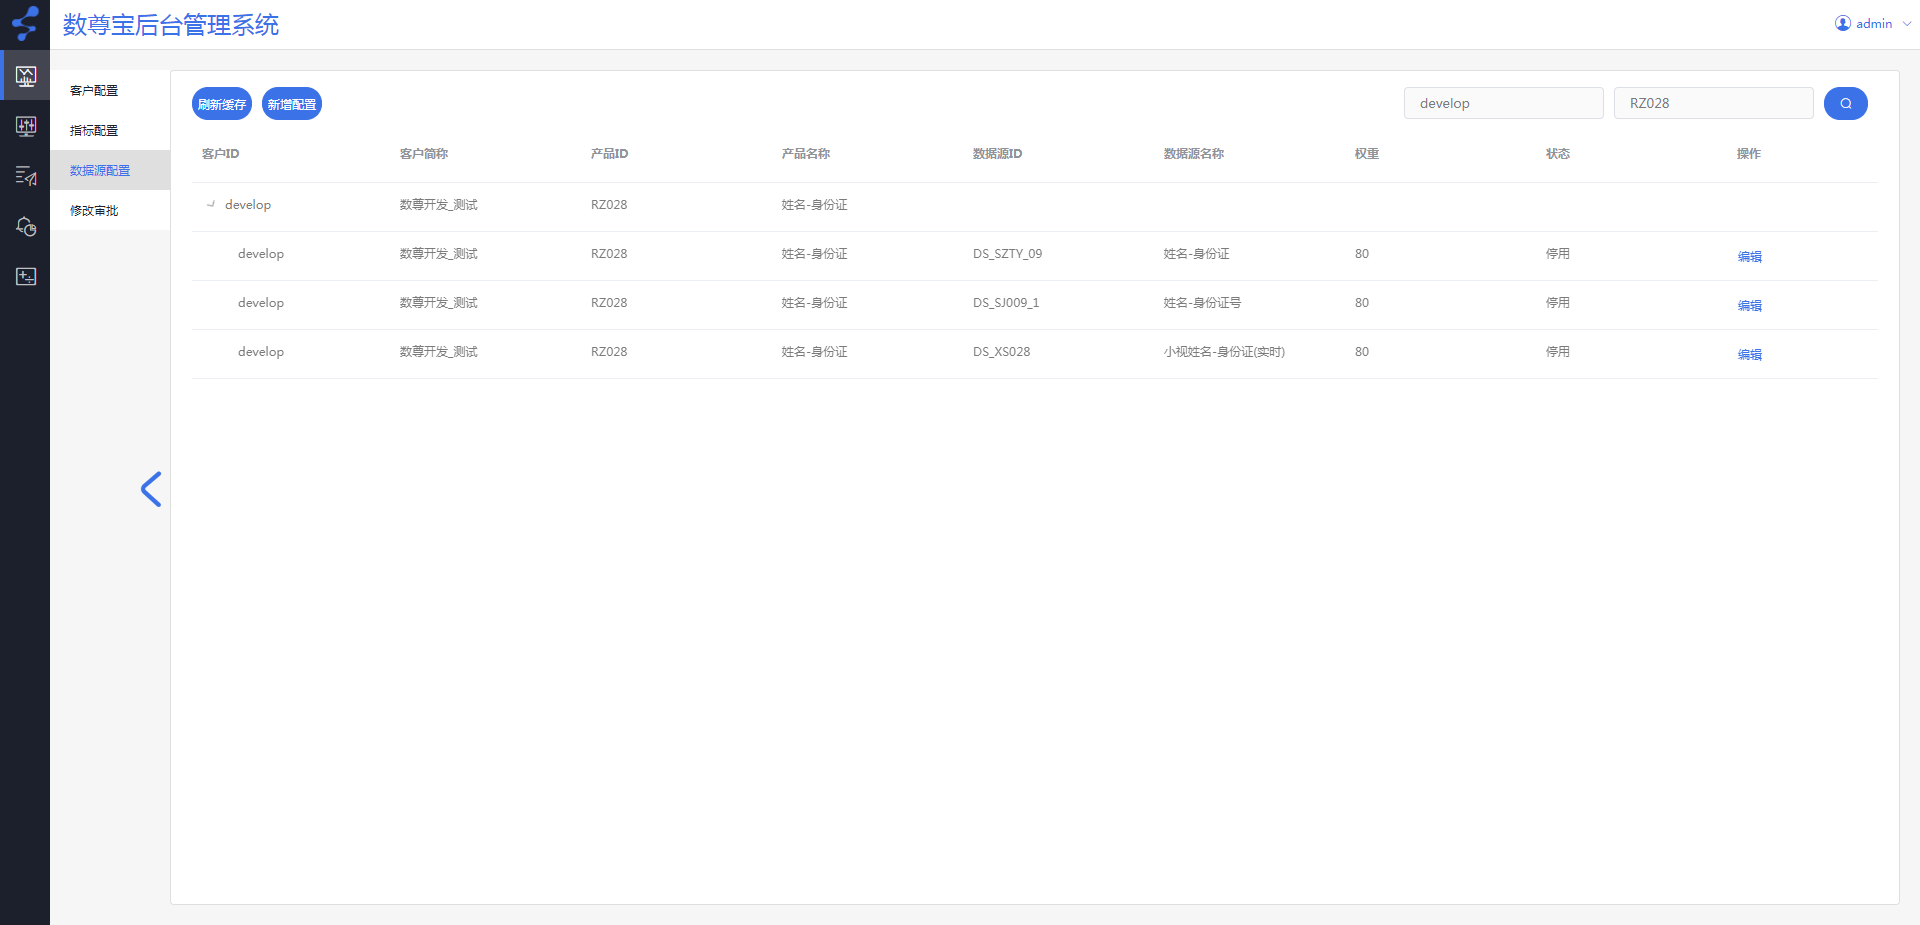 数尊宝后台管理系统
admin
客户配置
指标配置
数据源配置
修改审批
刷新缓存 新增配置 develop RZ028
客户ID 客户简称 产品ID 产品名称 数据源ID 数据源名称 权重 状态 操作
develop 数尊开发_测试 RZ028 姓名-身份证
develop 数尊开发_测试 RZ028 姓名-身份证 DS_SZTY_09 姓名-身份证 80 停用 编辑
develop 数尊开发_测试 RZ028 姓名-身份证 DS_SJ009_1 姓名-身份证号 80 停用 编辑
develop 数尊开发_测试 RZ028 姓名-身份证 DS_XS028 小视姓名-身份证(实时) 80 停用 编辑